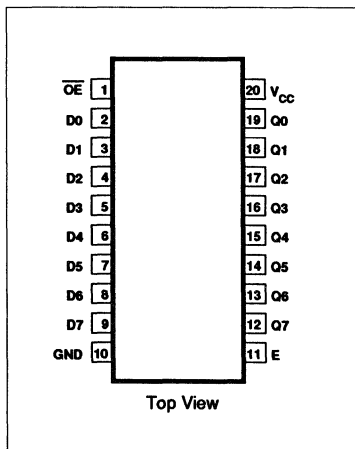 O̅E̅ 1 20 VCC
D0 2 19 Q0
D1 3 18 Q1
D2 4 17 Q2
D3 5 16 Q3
D4 6 15 Q4
D5 7 14 Q5
D6 8 13 Q6
D7 9 12 Q7
GND 10 11 E
Top View